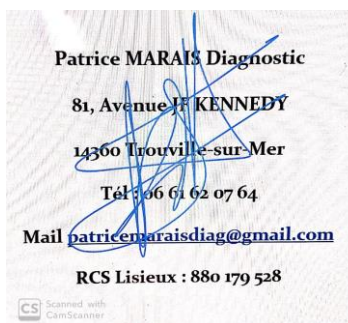 Patrice MARAIS Diagnostic
81, Avenue JF KENNEDY
14360 Trouville-sur-Mer
Tél : 06 61 62 07 64
Mail patricemaraisdiag@gmail.com
RCS Lisieux : 880 179 528
CS Scanned with
CamScanner